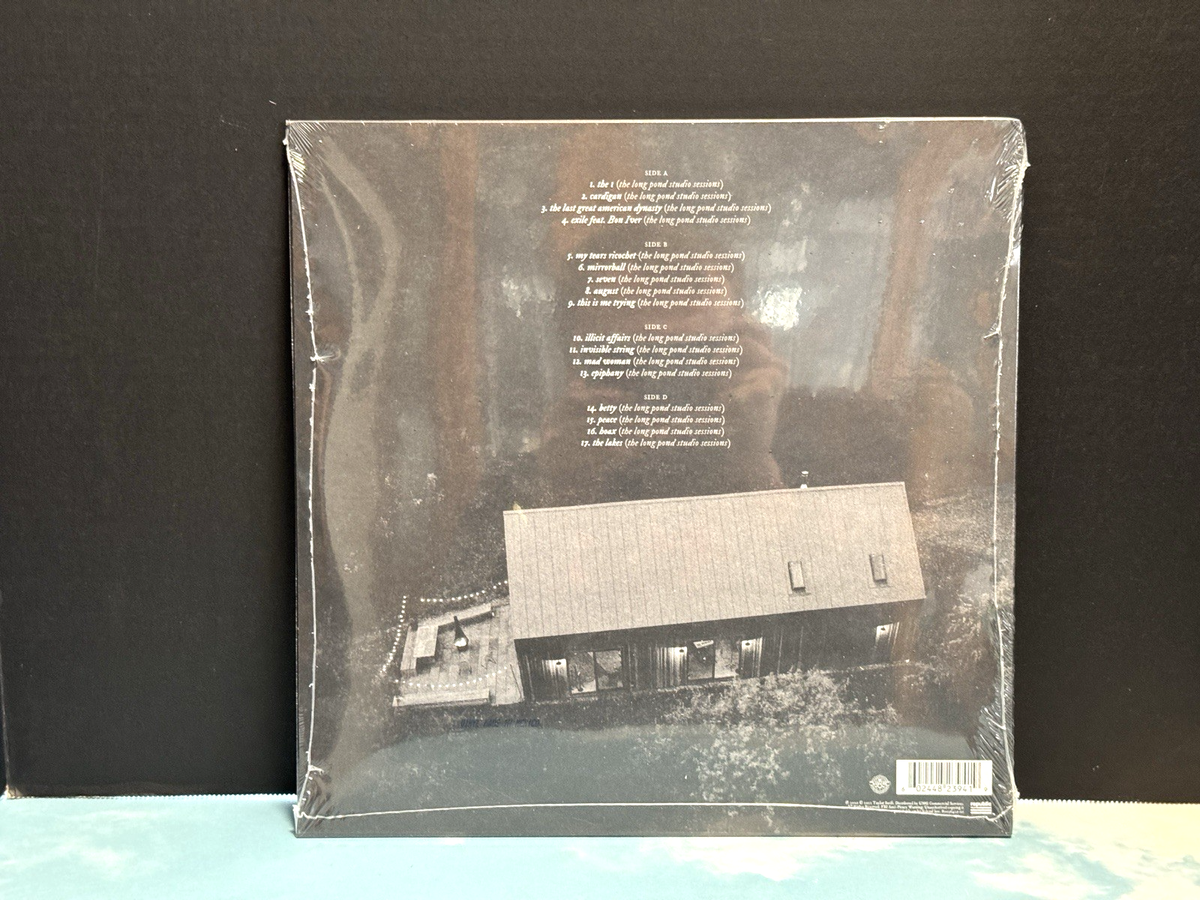 SIDE A
1. the 1 (the long pond studio sessions)
2. cardigan (the long pond studio sessions)
3. the last great american dynasty (the long pond studio sessions)
4. exile feat. Bon Iver (the long pond studio sessions)
SIDE B
5. my tears ricochet (the long pond studio sessions)
6. mirrorball (the long pond studio sessions)
7. seven (the long pond studio sessions)
8. august (the long pond studio sessions)
9. this is me trying (the long pond studio sessions)
SIDE C
10. illicit affairs (the long pond studio sessions)
11. invisible string (the long pond studio sessions)
12. mad woman (the long pond studio sessions)
13. epiphany (the long pond studio sessions)
SIDE D
14. betty (the long pond studio sessions)
15. peace (the long pond studio sessions)
16. hoax (the long pond studio sessions)
17. the lakes (the long pond studio sessions)